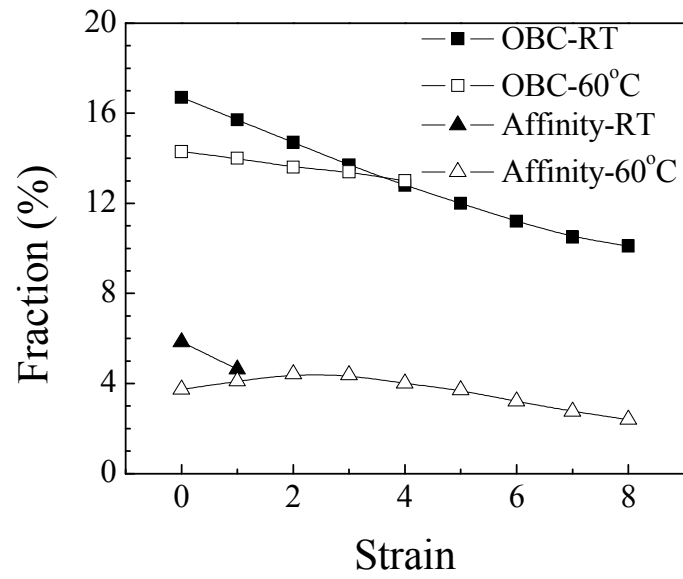 20
16
12
8
4
0
Fraction (%)
OBC-RT
OBC-60°C
Affinity-RT
Affinity-60°C
0 2 4 6 8
Strain